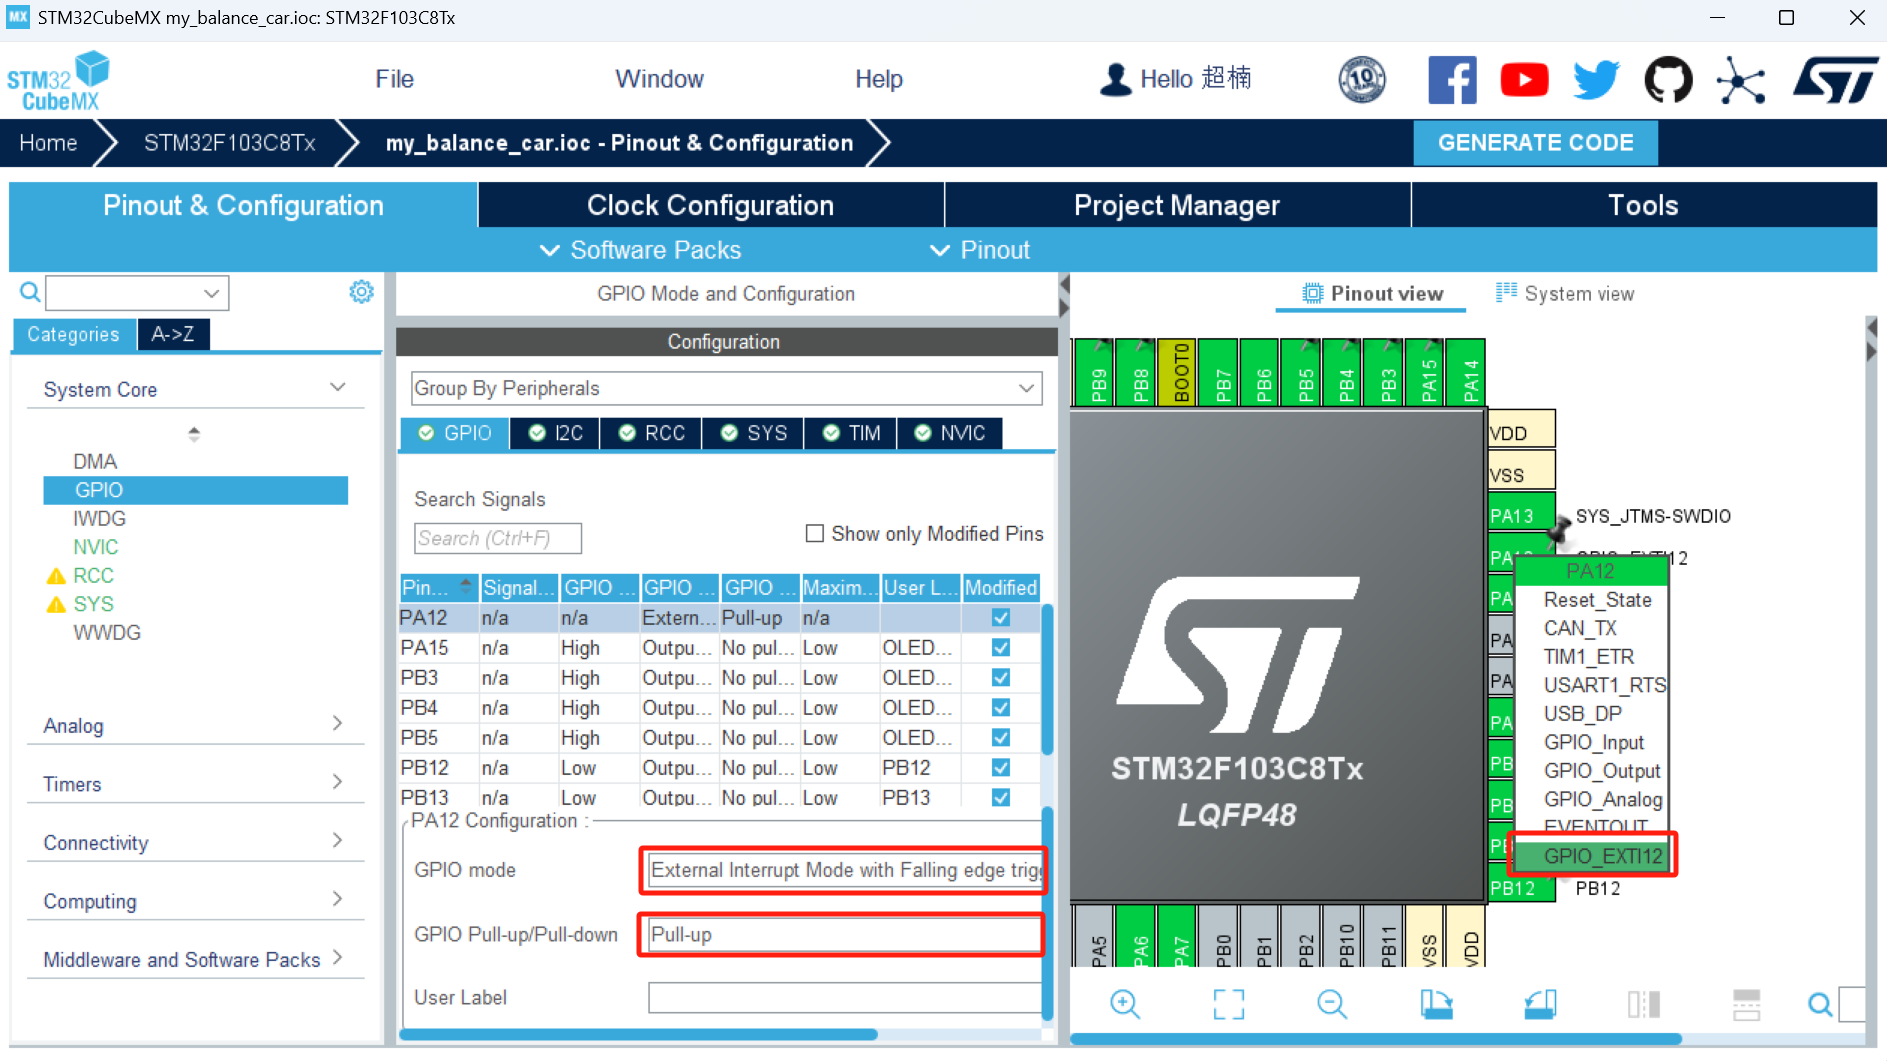 MX STM32CubeMX my_balance_car.ioc: STM32F103C8Tx
STM32
CubeMX
File
Window
Help
Hello 超楠
10
ST
Home
STM32F103C8Tx
my_balance_car.ioc - Pinout & Configuration
GENERATE CODE
Pinout & Configuration
Clock Configuration
Project Manager
Tools
Software Packs
Pinout
Categories
A->Z
System Core
DMA
GPIO
IWDG
NVIC
RCC
SYS
WWDG
Analog
Timers
Connectivity
Computing
Middleware and Software Packs
GPIO Mode and Configuration
Configuration
Group By Peripherals
GPIO I2C RCC SYS TIM NVIC
Search Signals
Search (Ctrl+F)
Show only Modified Pins
Pin... Signal... GPIO ... GPIO ... GPIO ... Maxim... User L... Modified
PA12 n/a n/a Extern... Pull-up n/a
PA15 n/a High Outpu... No pul... Low OLED...
PB3 n/a High Outpu... No pul... Low OLED...
PB4 n/a High Outpu... No pul... Low OLED...
PB5 n/a High Outpu... No pul... Low OLED...
PB12 n/a Low Outpu... No pul... Low PB12
PB13 n/a Low Outpu... No pul... Low PB13
PA12 Configuration :
GPIO mode
External Interrupt Mode with Falling edge trigg
GPIO Pull-up/Pull-down
Pull-up
User Label
Pinout view
System view
PB9
PB8
BOOT0
PB7
PB6
PB5
PB4
PB3
PA15
PA14
VDD
VSS
PA13
SYS_JTMS-SWDIO
PA12
GPIO_EXTI12
PA
PA
PA
PA
PB
PB
PB
PB12
PB12
PA12
Reset_State
CAN_TX
TIM1_ETR
USART1_RTS
USB_DP
GPIO_Input
GPIO_Output
GPIO_Analog
EVENTOUT
GPIO_EXTI12
ST
STM32F103C8Tx
LQFP48
PA5
PA6
PA7
PB0
PB1
PB2
PB10
PB11
VSS
VDD